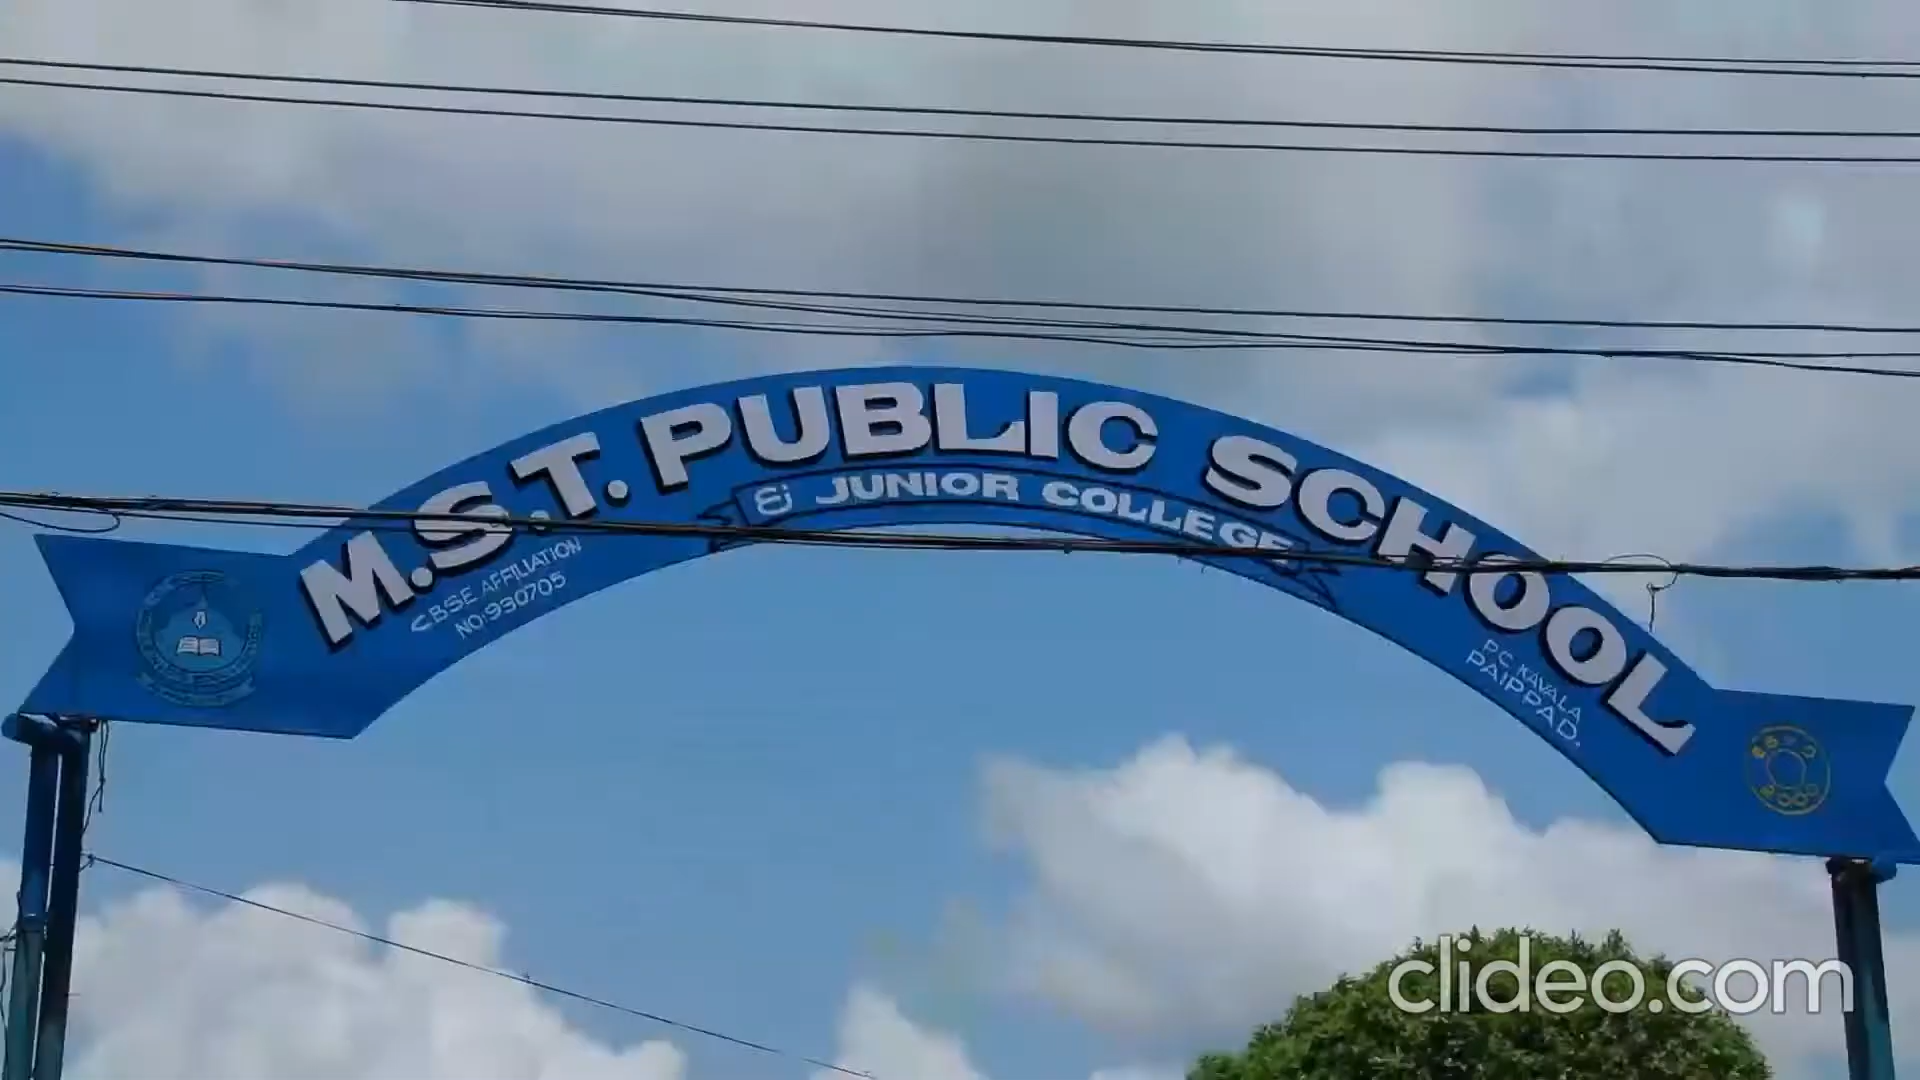 M.S.T. PUBLIC SCHOOL
& JUNIOR COLLEGE
CBSE AFFILIATION
NO:930705
P.C. KAVALA
PAIPPAD.
clideo.com